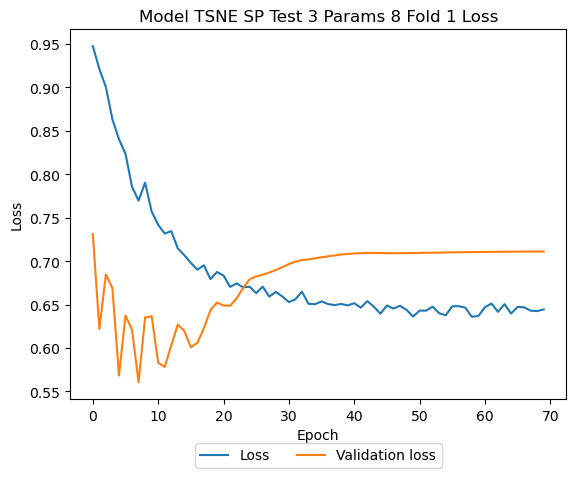 Model TSNE SP Test 3 Params 8 Fold 1 Loss
0.95
0.90
0.85
0.80
0.75
0.70
0.65
0.60
0.55
Loss
0 10 20 30 40 50 60 70
Epoch
Loss Validation loss